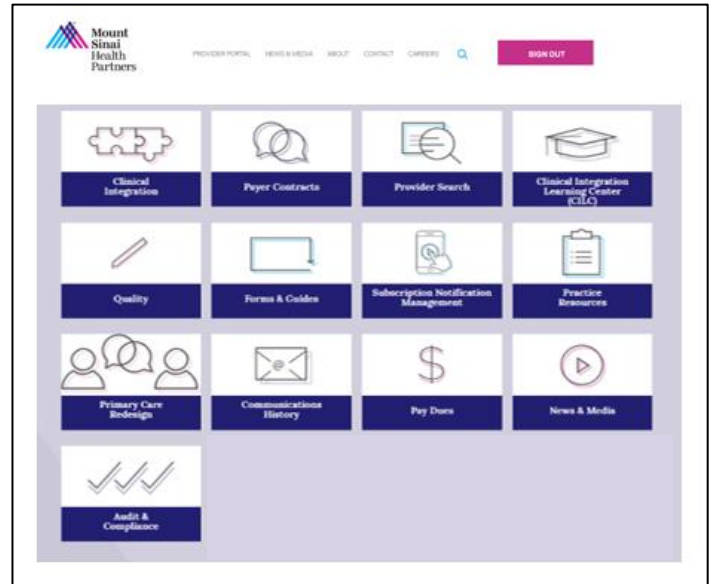 Mount
Sinai
Health
Partners
PROVIDER PORTAL NEWS & MEDIA ABOUT CONTACT CAREERS
SIGN OUT
Clinical
Integration
Payer Contracts
Provider Search
Clinical Integration
Learning Center
(CILC)
Quality
Forms & Guides
Subscription Notification
Management
Practice
Resources
@
$
Primary Care
Redesign
Communications
History
Pay Dues
News & Media
Audit &
Compliance